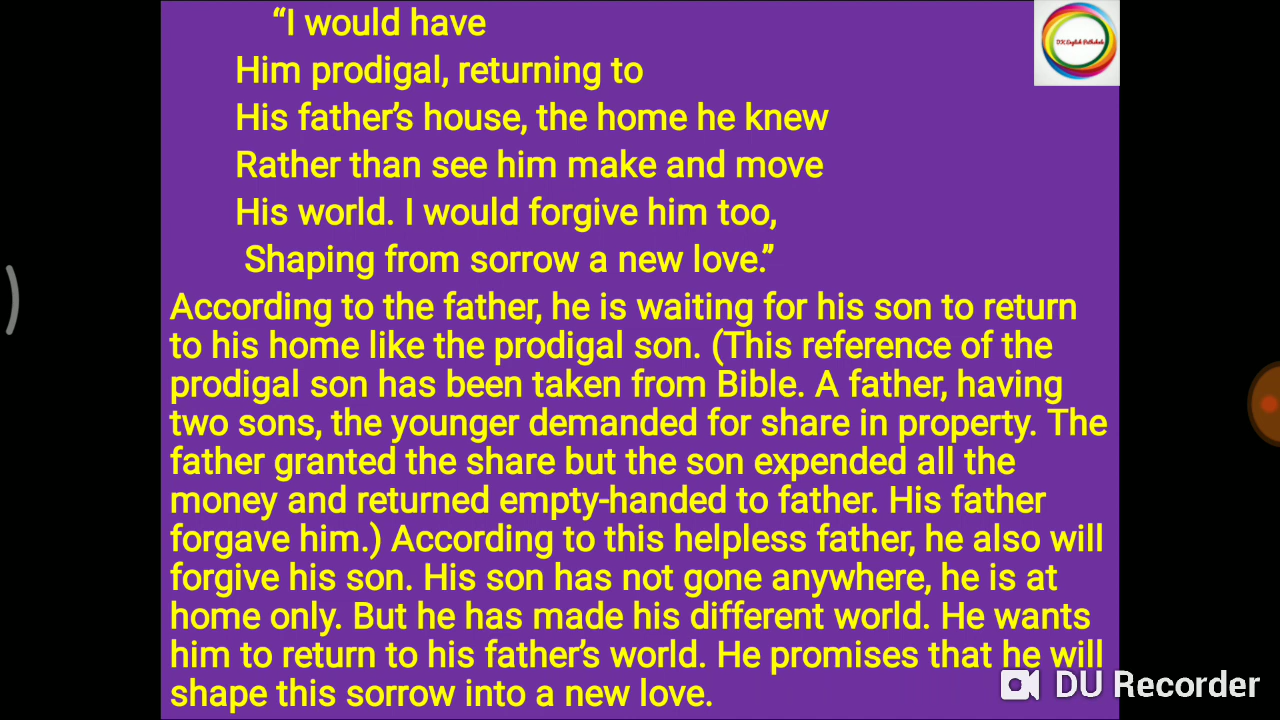 “I would have
Him prodigal, returning to
His father’s house, the home he knew
Rather than see him make and move
His world. I would forgive him too,
Shaping from sorrow a new love.”
According to the father, he is waiting for his son to return
to his home like the prodigal son. (This reference of the
prodigal son has been taken from Bible. A father, having
two sons, the younger demanded for share in property. The
father granted the share but the son expended all the
money and returned empty-handed to father. His father
forgave him.) According to this helpless father, he also will
forgive his son. His son has not gone anywhere, he is at
home only. But he has made his different world. He wants
him to return to his father’s world. He promises that he will
shape this sorrow into a new love.
DU Recorder